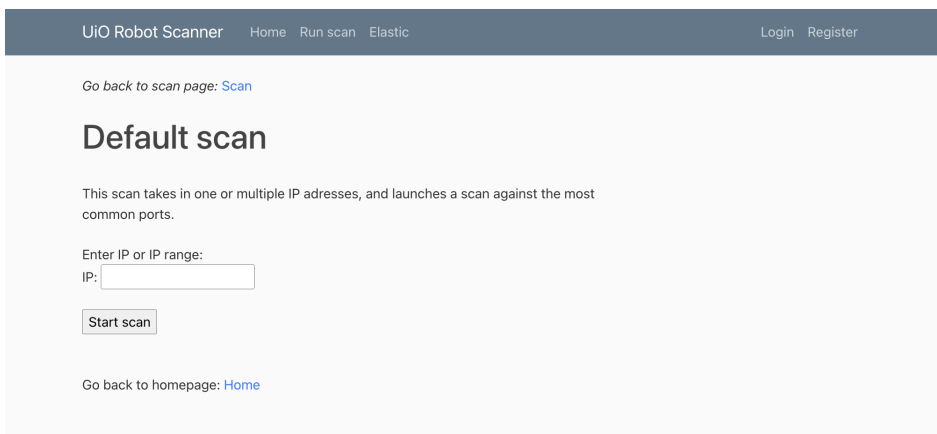 UiO Robot Scanner Home Run scan Elastic Login Register
Go back to scan page: Scan
Default scan
This scan takes in one or multiple IP adresses, and launches a scan against the most
common ports.
Enter IP or IP range:
IP:
Start scan
Go back to homepage: Home